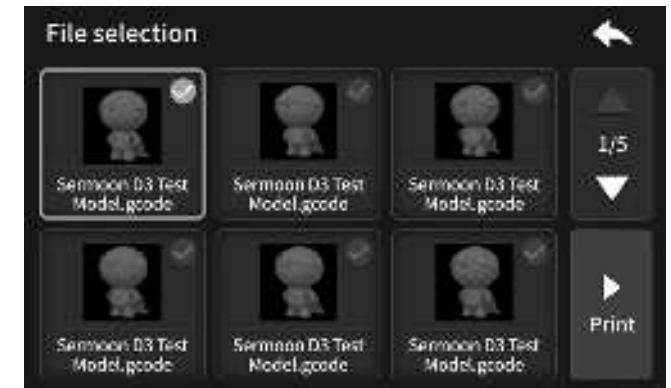 File selection
Sermoon D3 Test
Model.gcode
Sermoon D3 Test
Model.gcode
Sermoon D3 Test
Model.gcode
1/5
Sermoon D3 Test
Model.gcode
Sermoon D3 Test
Model.gcode
Sermoon D3 Test
Model.gcode
Print